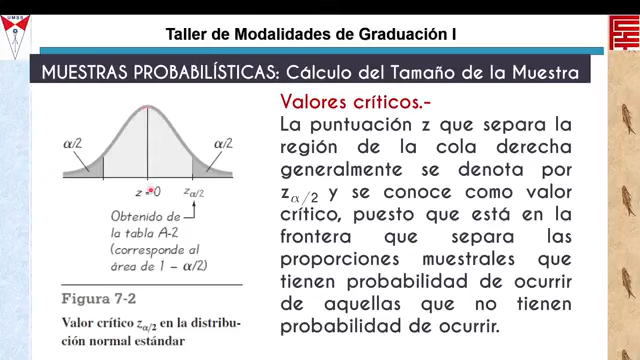 UMSS
Taller de Modalidades de Graduación I
MUESTRAS PROBABILÍSTICAS: Cálculo del Tamaño de la Muestra
α/2
α/2
z = 0
zα/2
Obtenido de
la tabla A-2
(corresponde al
área de 1 − α/2)
Figura 7-2
Valor crítico zα/2 en la distribu-
ción normal estándar
Valores críticos.-
La puntuación z que separa la
región de la cola derecha
generalmente se denota por
zα/2 y se conoce como valor
crítico, puesto que está en la
frontera que separa las
proporciones muestrales que
tienen probabilidad de ocurrir
de aquellas que no tienen
probabilidad de ocurrir.